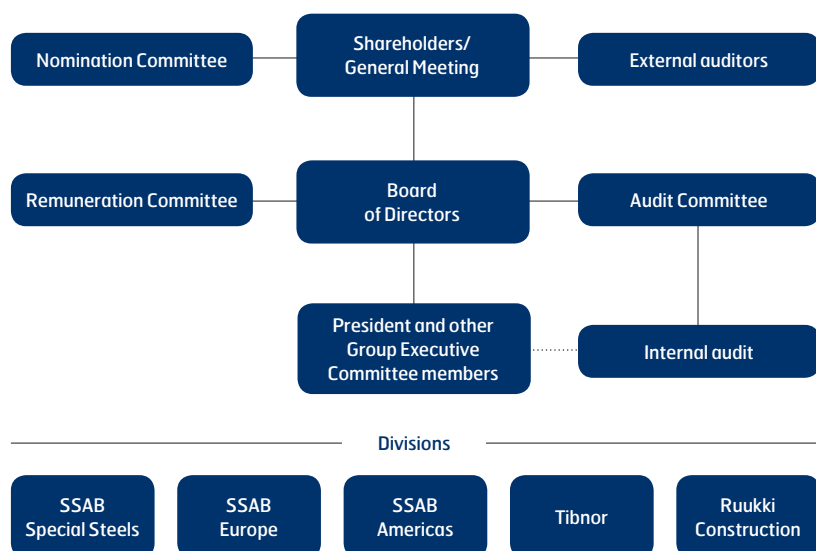 Nomination Committee
Shareholders/
General Meeting
External auditors
Remuneration Committee
Board
of Directors
Audit Committee
President and other
Group Executive
Committee members
Internal audit
Divisions
SSAB
Special Steels
SSAB
Europe
SSAB
Americas
Tibnor
Ruukki
Construction